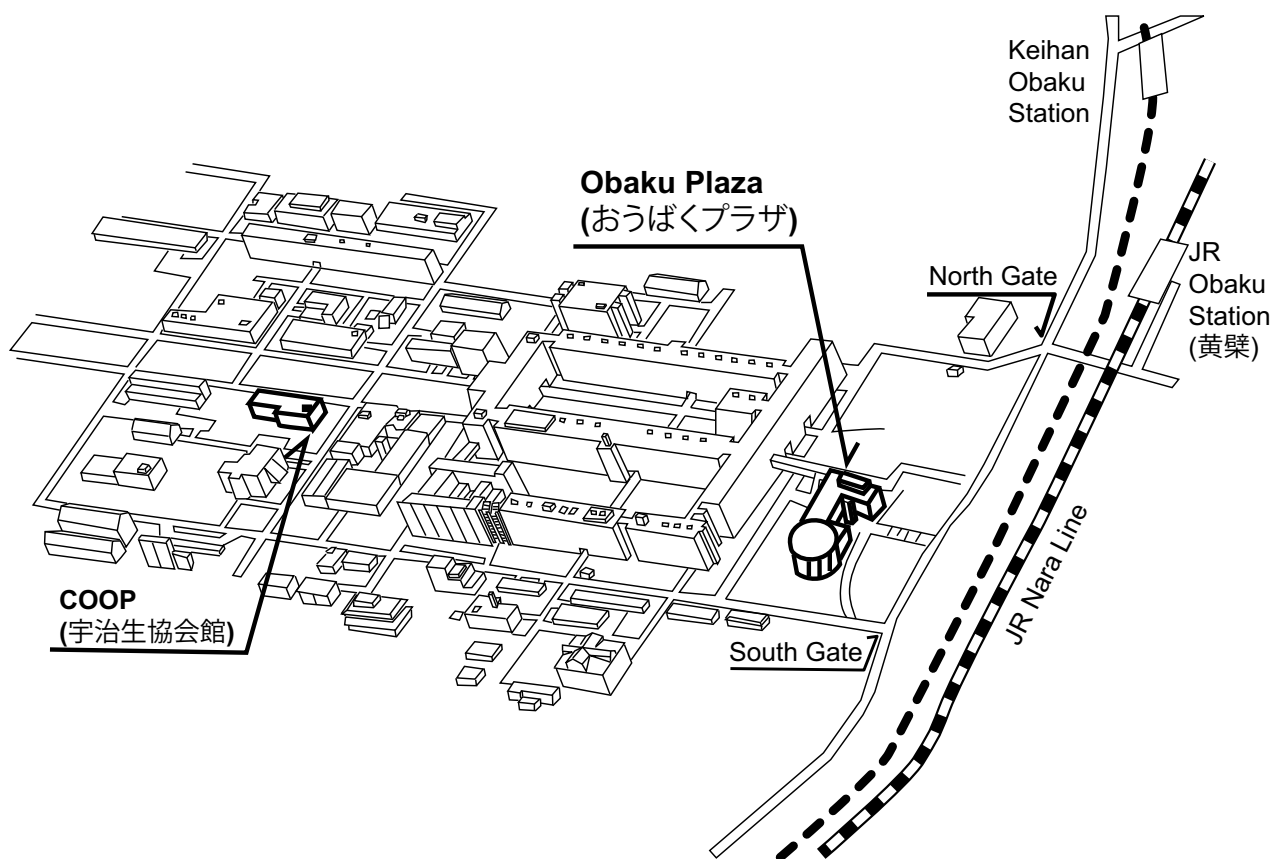 Keihan
Obaku
Station
Obaku Plaza
(おうばくプラザ)
North Gate
JR
Obaku
Station
(黄檗)
JR Nara Line
COOP
(宇治生協会館)
South Gate